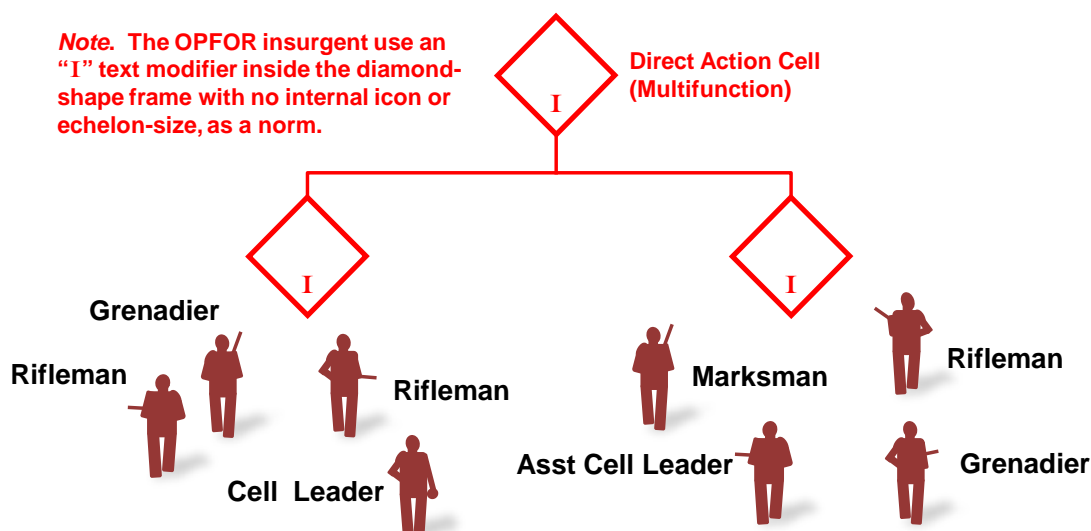 Note. The OPFOR insurgent use an
“I” text modifier inside the diamond-
shape frame with no internal icon or
echelon-size, as a norm.
I
Direct Action Cell
(Multifunction)
I
I
Grenadier
Rifleman
Rifleman
Cell Leader
Marksman
Rifleman
Asst Cell Leader
Grenadier